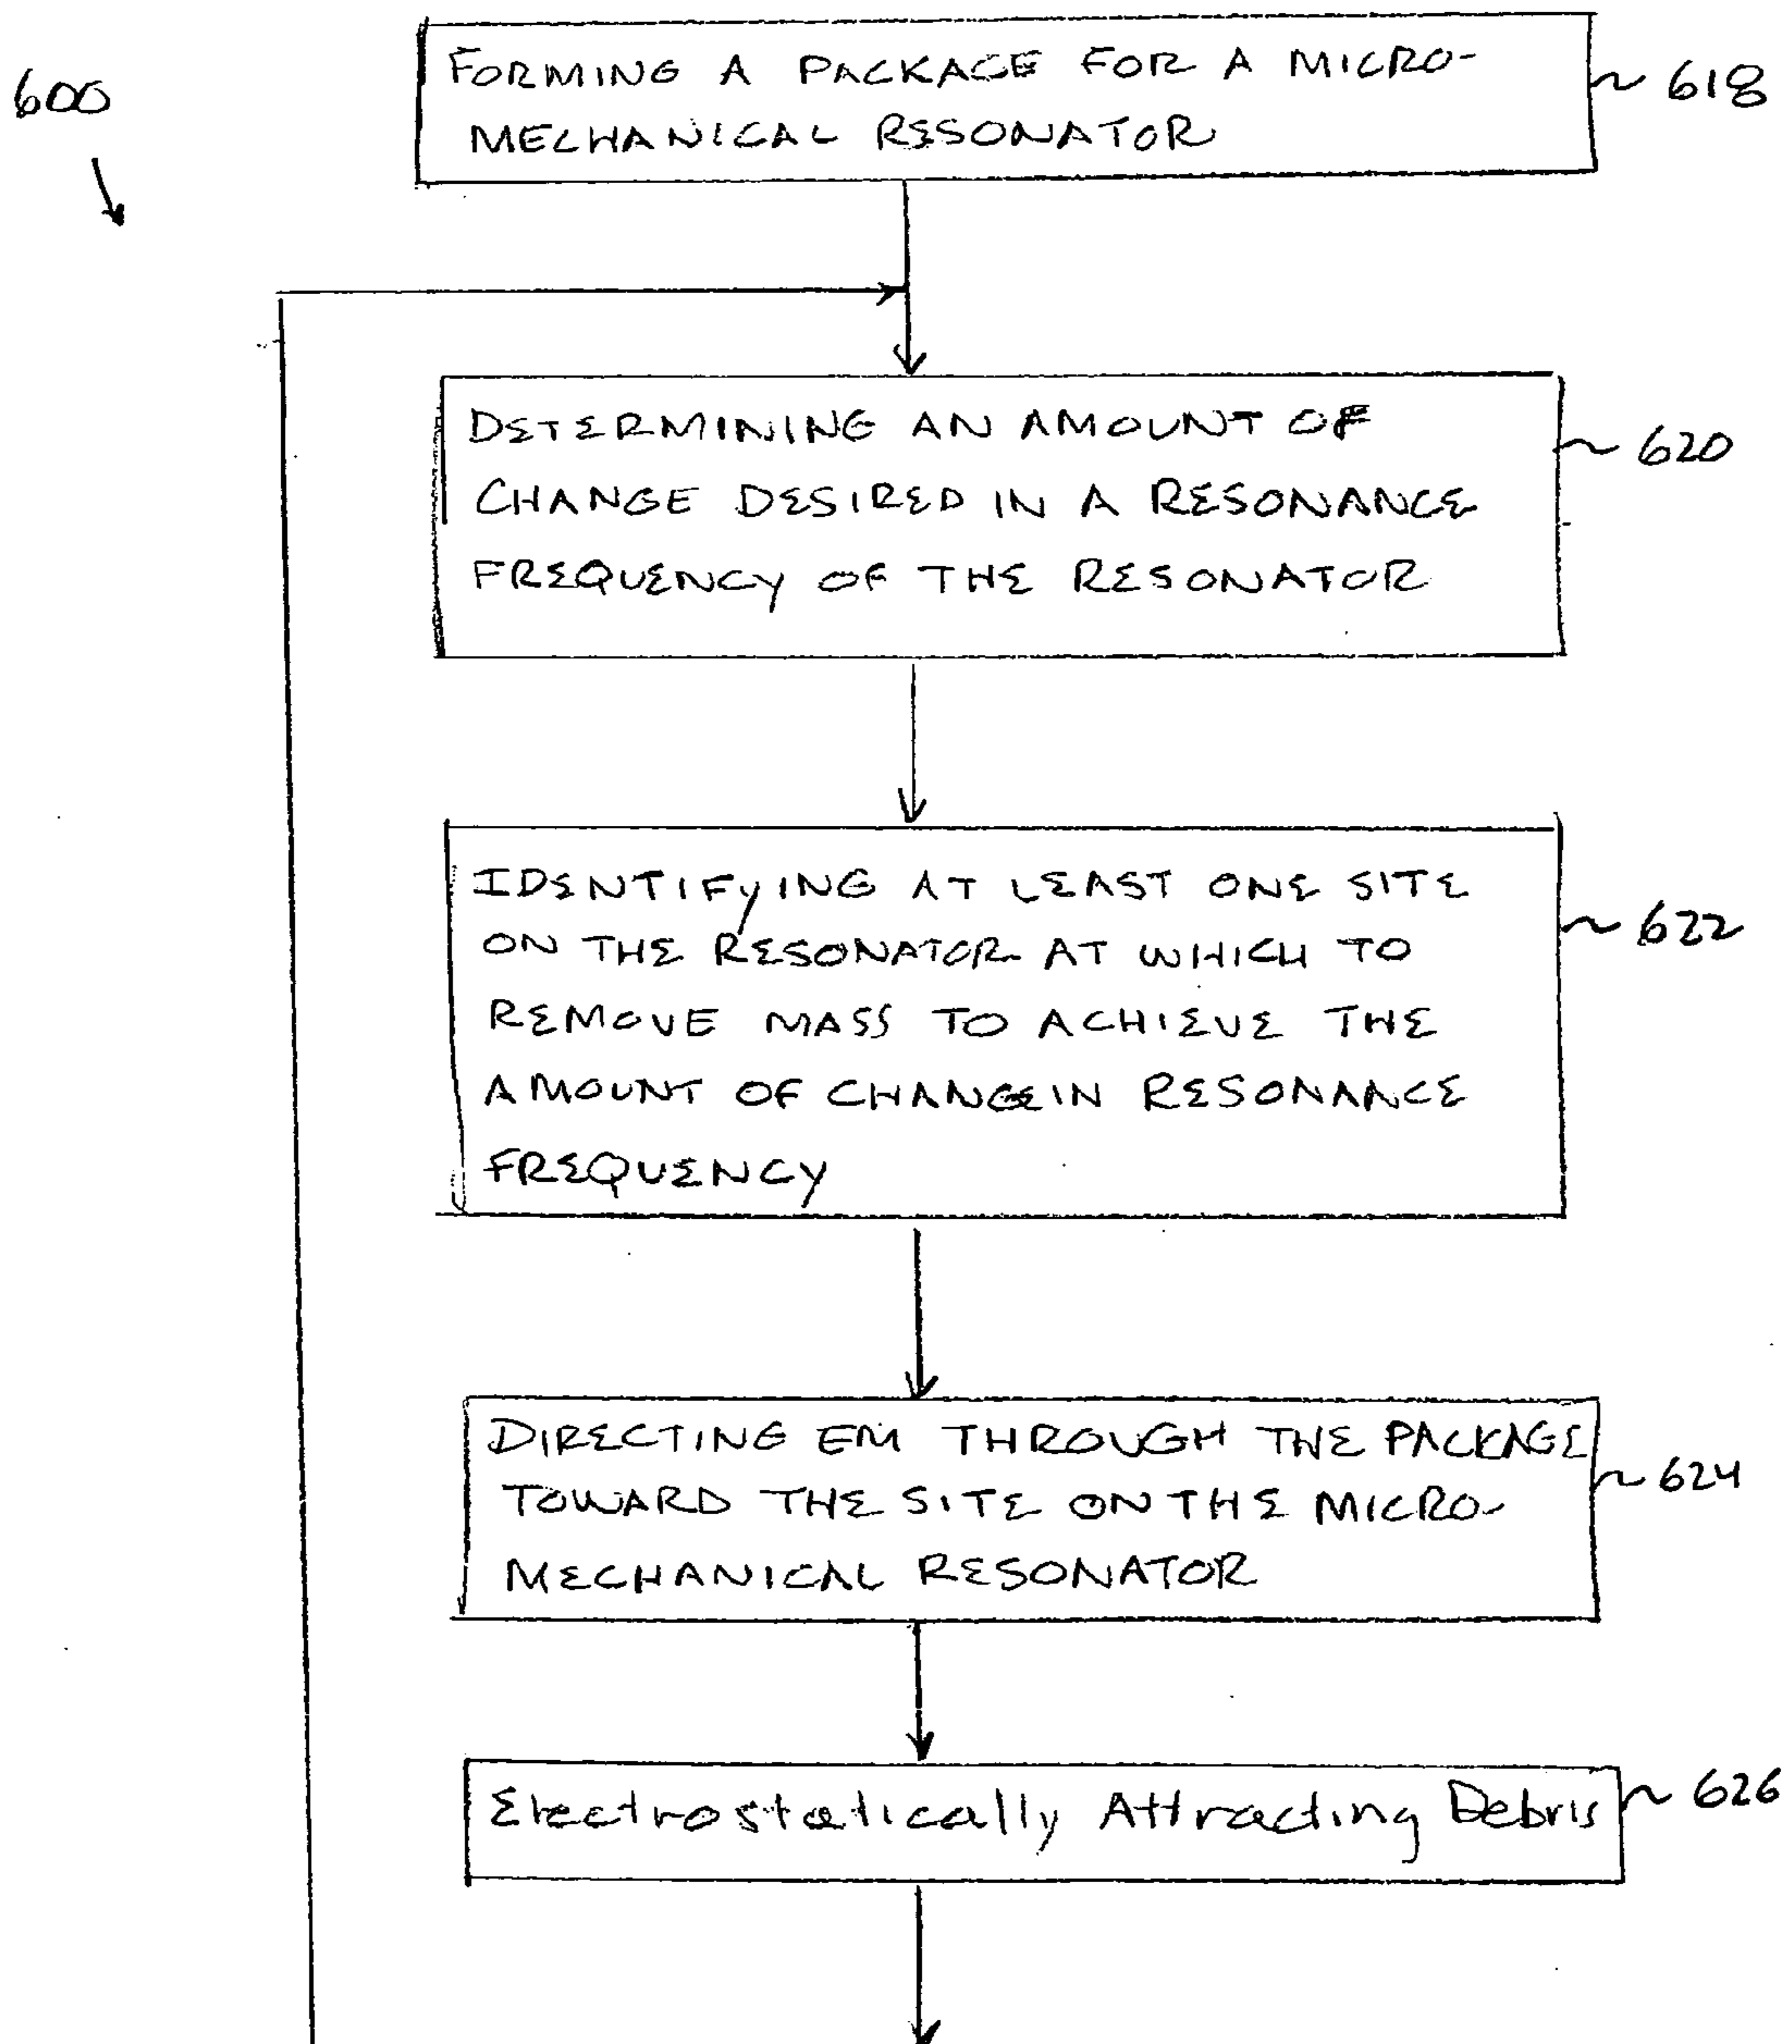 600
FORMING A PACKAGE FOR A MICRO-
MECHANICAL RESONATOR
~ 618
DETERMINING AN AMOUNT OF
CHANGE DESIRED IN A RESONANCE
FREQUENCY OF THE RESONATOR
~ 620
IDENTIFYING AT LEAST ONE SITE
ON THE RESONATOR AT WHICH TO
REMOVE MASS TO ACHIEVE THE
AMOUNT OF CHANGE IN RESONANCE
FREQUENCY
~ 622
DIRECTING EM THROUGH THE PACKAGE
TOWARD THE SITE ON THE MICRO-
MECHANICAL RESONATOR
~ 624
Electrostatically Attracting Debris
~ 626